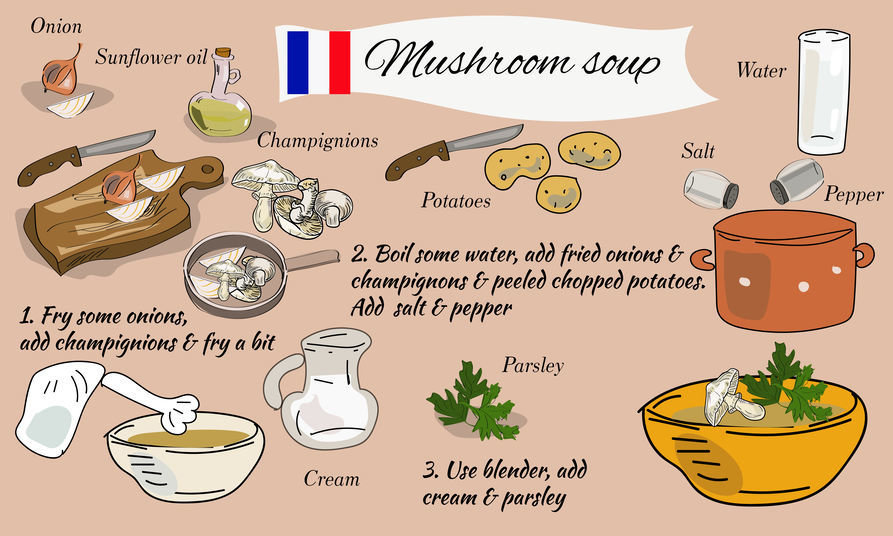 Onion
Sunflower oil
Mushroom soup
Water
Champignions
Salt
Potatoes
Pepper
2. Boil some water, add fried onions &
champignons & peeled chopped potatoes.
Add salt & pepper
1. Fry some onions,
add champignions & fry a bit
Parsley
Cream
3. Use blender, add
cream & parsley